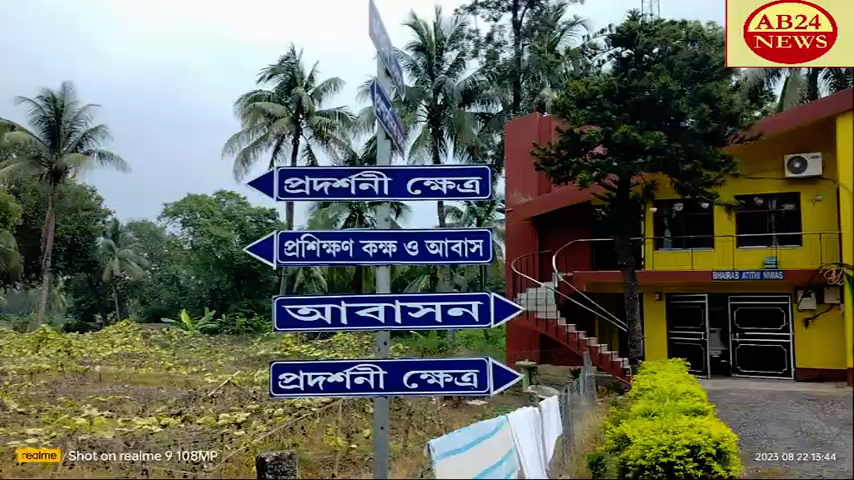 AB24
NEWS
প্রদর্শনী ক্ষেত্র
প্রশিক্ষণ কক্ষ ও আবাস
আবাসন
প্রদর্শনী ক্ষেত্র
BHAIRAB ATITHI NIWAS
realme
Shot on realme 9 108MP
2023 08 22 13:44